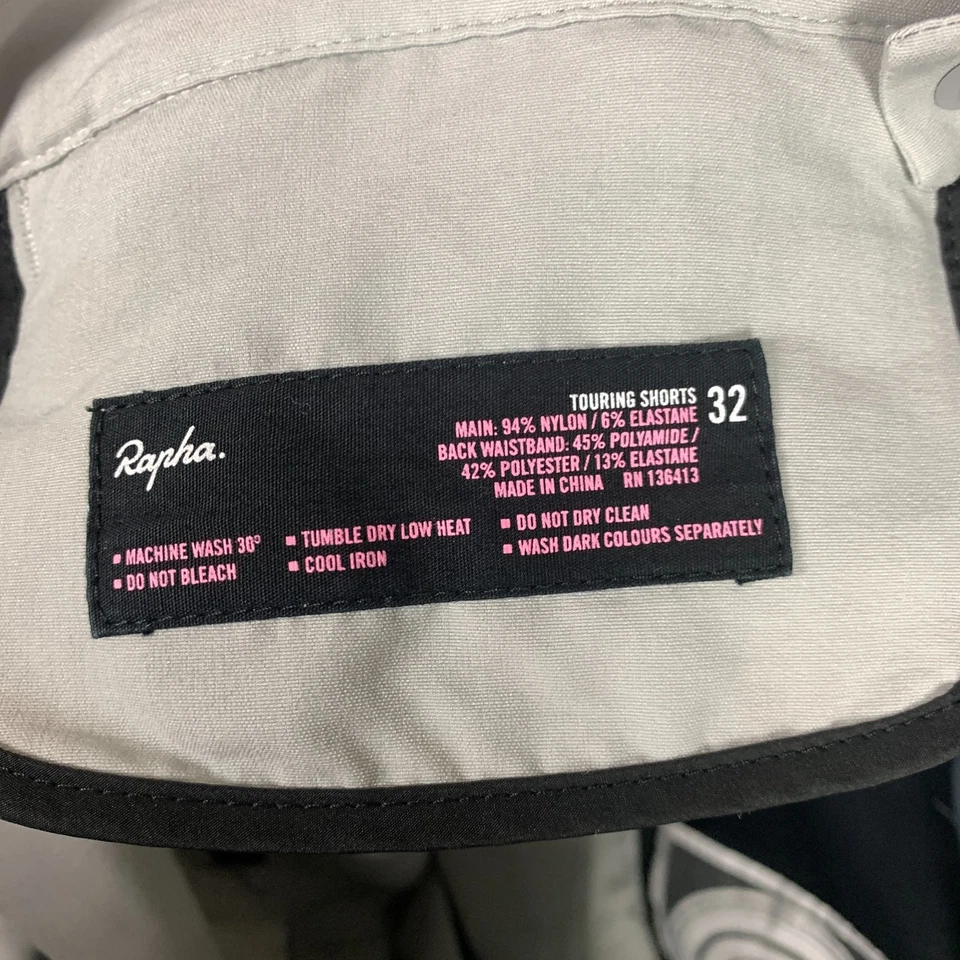 Rapha.
TOURING SHORTS 32
MAIN: 94% NYLON / 6% ELASTANE
BACK WAISTBAND: 45% POLYAMIDE /
42% POLYESTER / 13% ELASTANE
MADE IN CHINA RN 136413
▪ MACHINE WASH 30°
▪ DO NOT BLEACH
▪ TUMBLE DRY LOW HEAT
▪ COOL IRON
▪ DO NOT DRY CLEAN
▪ WASH DARK COLOURS SEPARATELY